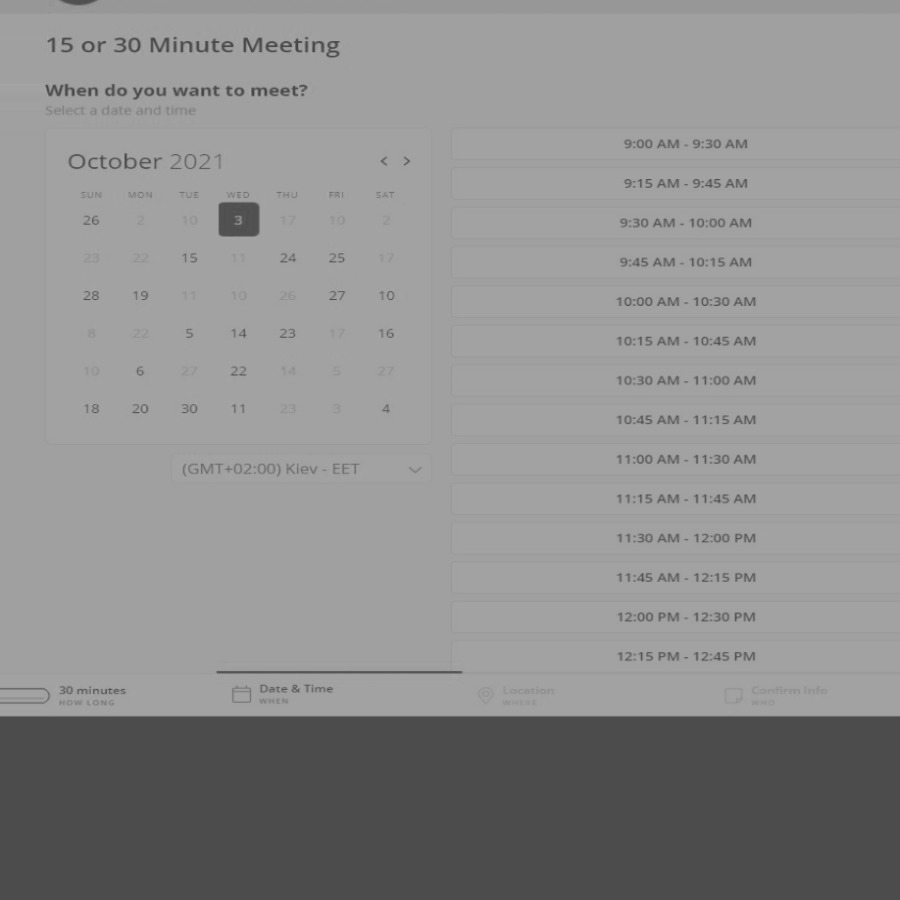 15 or 30 Minute Meeting
When do you want to meet?
Select a date and time
October 2021
SUN MON TUE WED THU FRI SAT
26 2 10 3 17 10 2
23 22 15 11 24 25 17
28 19 11 10 26 27 10
8 22 5 14 23 17 16
10 6 27 22 14 5 27
18 20 30 11 23 3 4
(GMT+02:00) Kiev - EET
9:00 AM - 9:30 AM
9:15 AM - 9:45 AM
9:30 AM - 10:00 AM
9:45 AM - 10:15 AM
10:00 AM - 10:30 AM
10:15 AM - 10:45 AM
10:30 AM - 11:00 AM
10:45 AM - 11:15 AM
11:00 AM - 11:30 AM
11:15 AM - 11:45 AM
11:30 AM - 12:00 PM
11:45 AM - 12:15 PM
12:00 PM - 12:30 PM
12:15 PM - 12:45 PM
30 minutes
HOW LONG
Date & Time
WHEN
Location
WHERE
Confirm Info
WHO